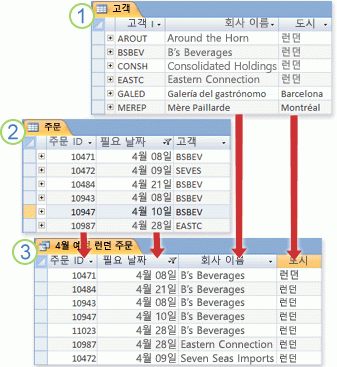 1
고객
고객 I 회사 이름 도시
AROUT Around the Horn 런던
BSBEV B's Beverages 런던
CONSH Consolidated Holdings 런던
EASTC Eastern Connection 런던
GALED Galería del gastrónomo Barcelona
MEREP Mère Paillarde Montréal
2
주문
주문 ID 필요 날짜 고객
10471 4월 08일 BSBEV
10472 4월 09일 SEVES
10484 4월 21일 BSBEV
10943 4월 08일 BSBEV
10947 4월 10일 BSBEV
10987 4월 28일 EASTC
3
4월 런던 주문
주문 ID 필요 날짜 회사 이름 도시
10471 4월 08일 B's Beverages 런던
10484 4월 21일 B's Beverages 런던
10943 4월 08일 B's Beverages 런던
10947 4월 10일 B's Beverages 런던
11023 4월 28일 B's Beverages 런던
10987 4월 28일 Eastern Connection 런던
10472 4월 09일 Seven Seas Imports 런던